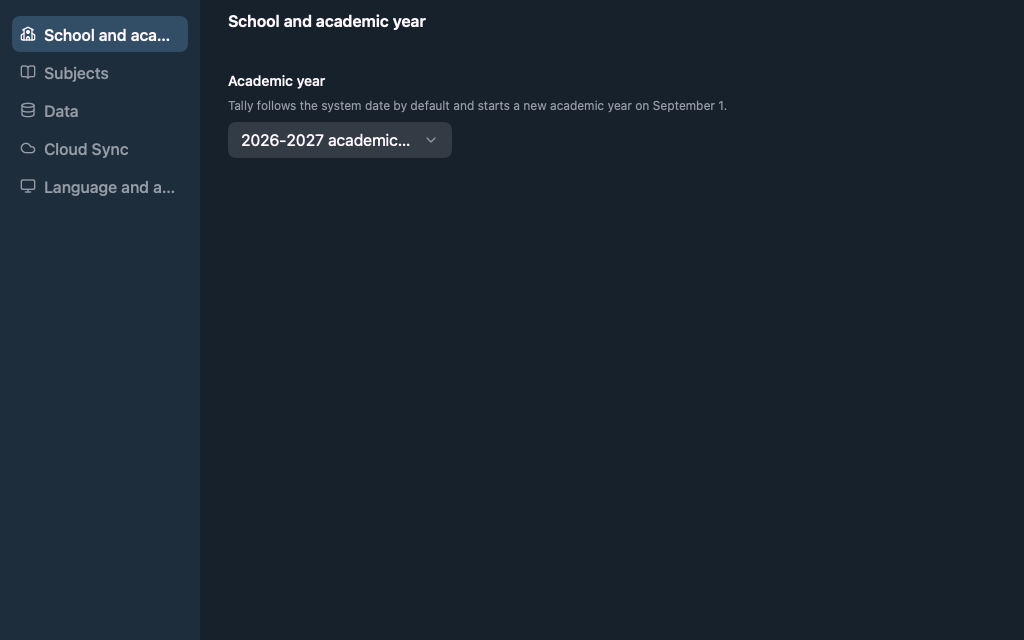 School and aca...
Subjects
Data
Cloud Sync
Language and a...
School and academic year
Academic year
Tally follows the system date by default and starts a new academic year on September 1.
2026-2027 academic...